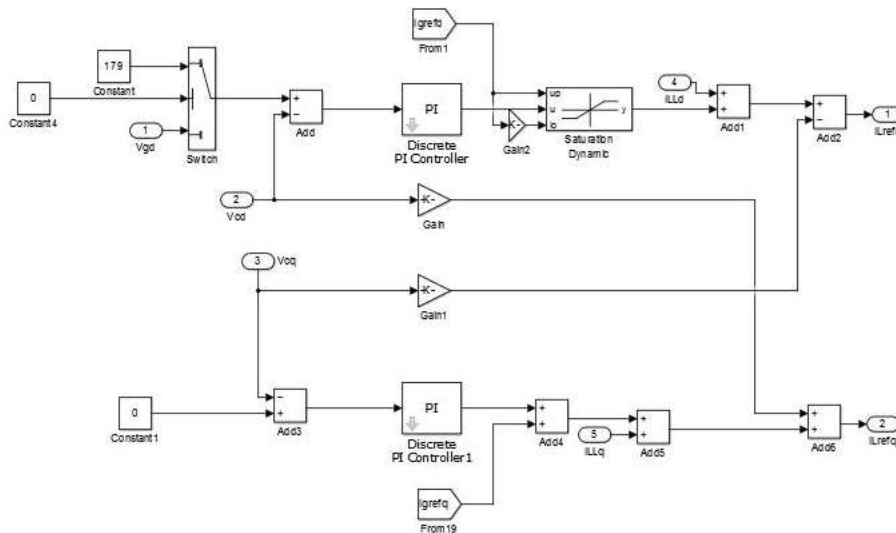 Igrefd
From1
179
Constant
0
Constant4
1
Vgd
Switch
+
−
Add
PI
Discrete
PI Controller
up
u
lo
y
K-
Gain2
Saturation
Dynamic
4
ILLd
+
+
Add1
+
−
Add2
1
ILrefd
2
Vod
-K-
Gain
3
Voq
-K-
Gain1
0
Constant1
−
+
Add3
PI
Discrete
PI Controller1
+
+
Add4
5
ILLq
+
+
Add5
+
+
Add6
2
ILrefq
Igrefq
From19